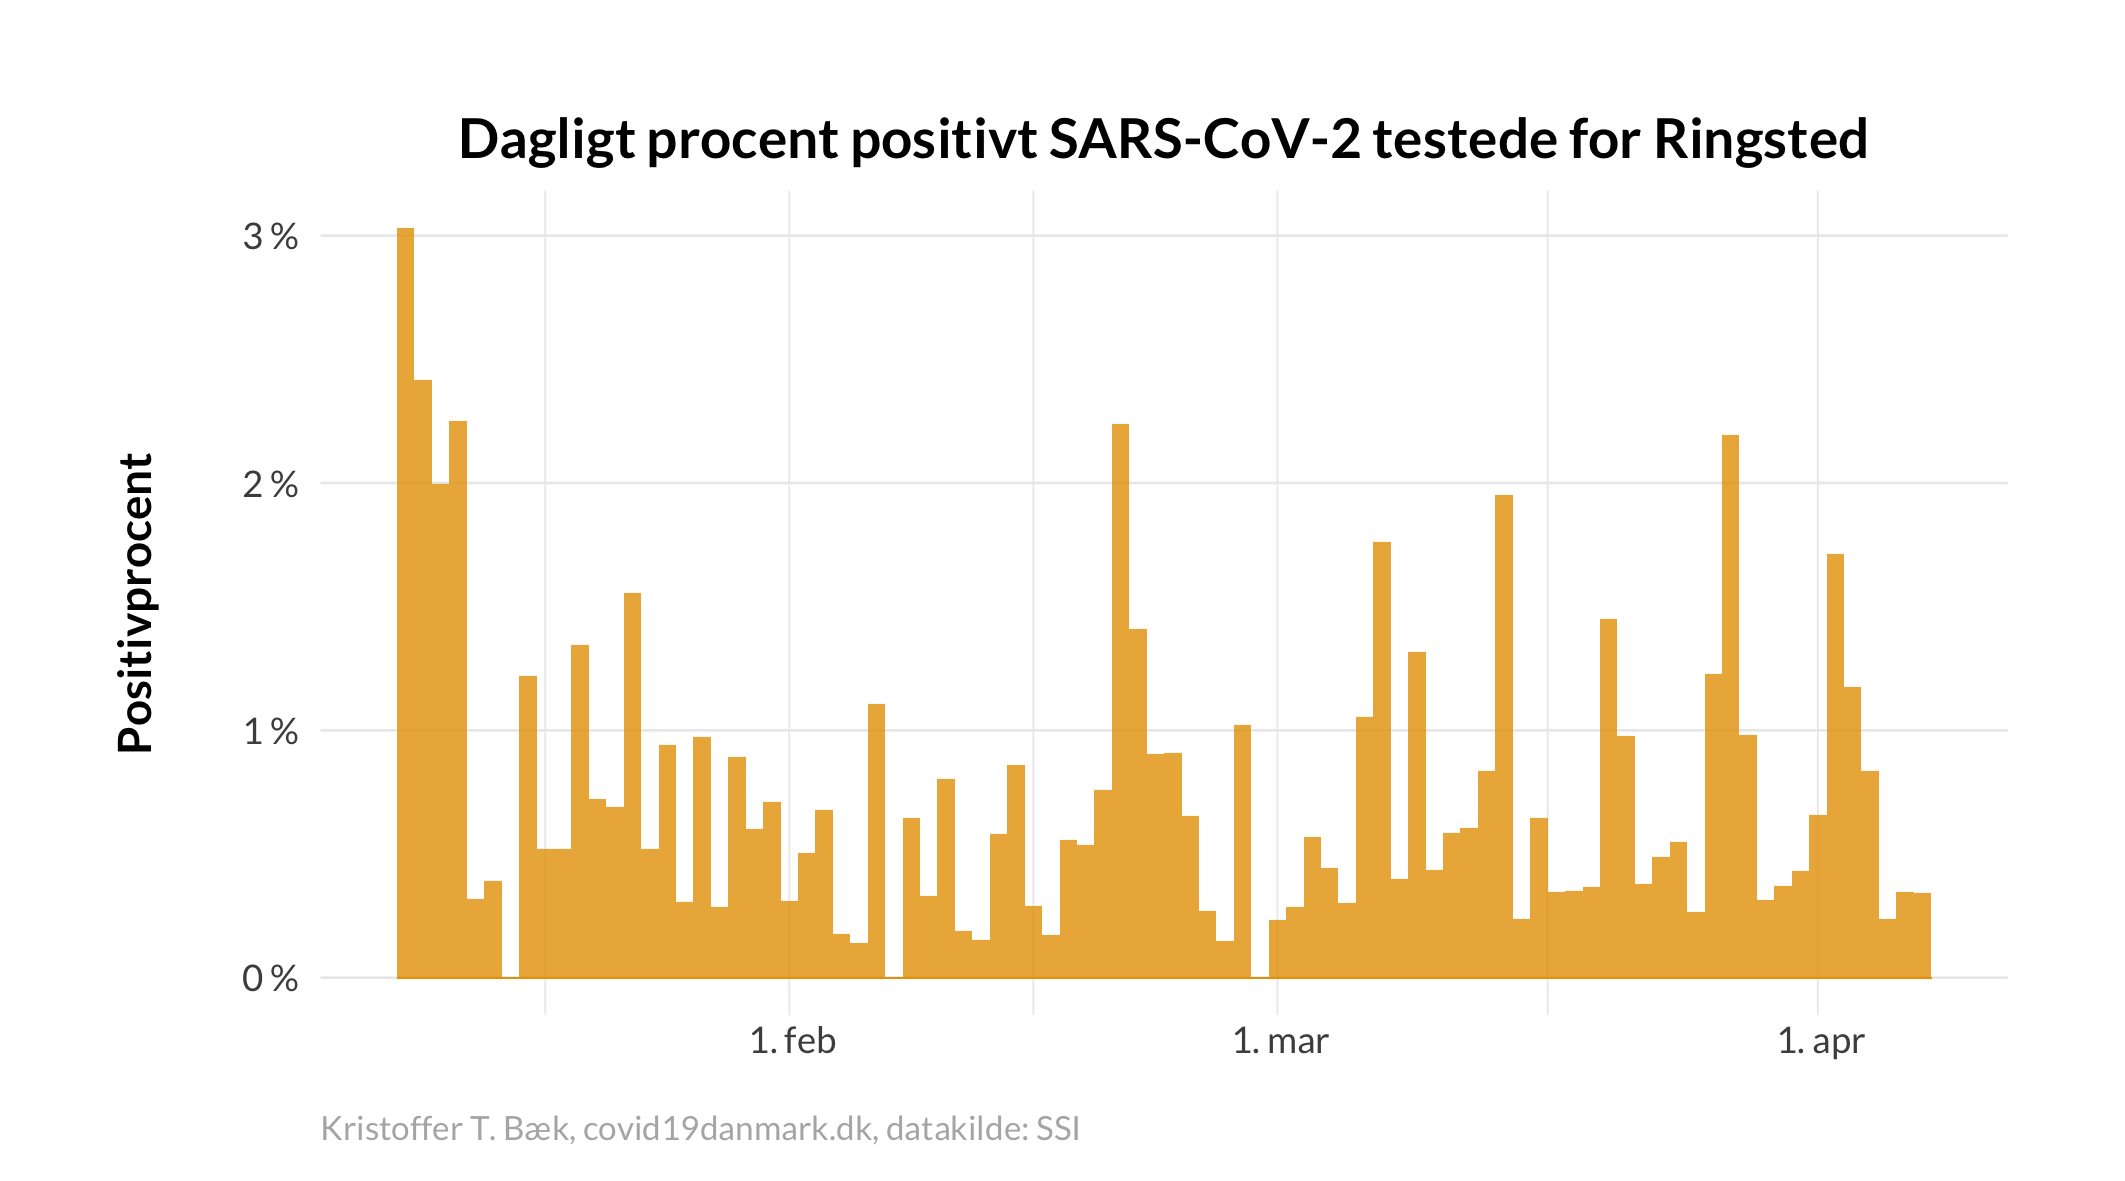 Dagligt procent positivt SARS-CoV-2 testede for Ringsted
Positivprocent
3 %
2 %
1 %
0 %
1. feb
1. mar
1. apr
Kristoffer T. Bæk, covid19danmark.dk, datakilde: SSI